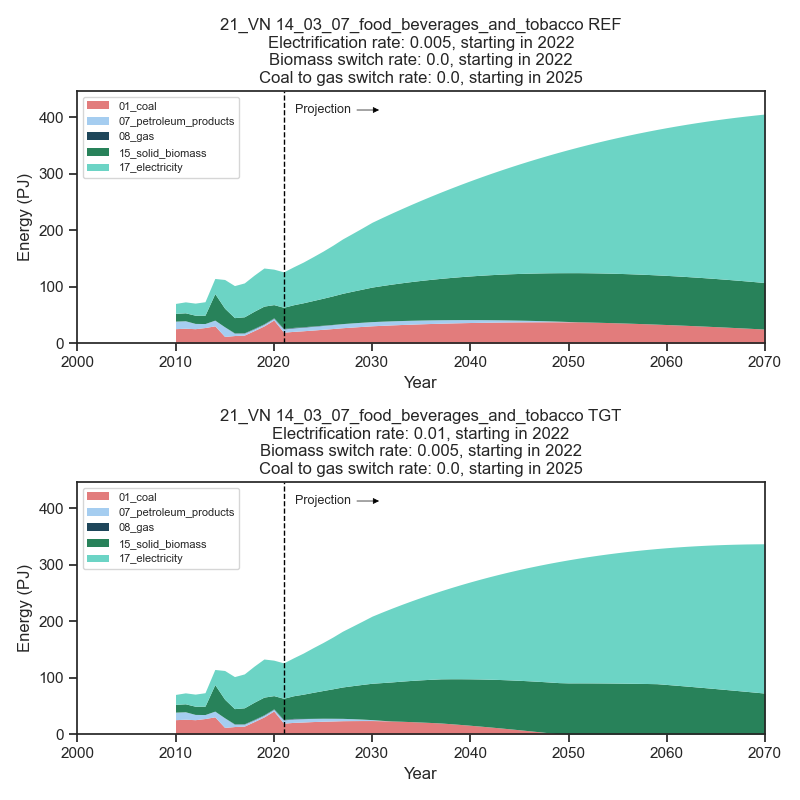 21_VN 14_03_07_food_beverages_and_tobacco REF
Electrification rate: 0.005, starting in 2022
Biomass switch rate: 0.0, starting in 2022
Coal to gas switch rate: 0.0, starting in 2025
Projection
01_coal
07_petroleum_products
08_gas
15_solid_biomass
17_electricity
Energy (PJ)
400
300
200
100
0
2000 2010 2020 2030 2040 2050 2060 2070
Year
21_VN 14_03_07_food_beverages_and_tobacco TGT
Electrification rate: 0.01, starting in 2022
Biomass switch rate: 0.005, starting in 2022
Coal to gas switch rate: 0.0, starting in 2025
Projection
01_coal
07_petroleum_products
08_gas
15_solid_biomass
17_electricity
Energy (PJ)
400
300
200
100
0
2000 2010 2020 2030 2040 2050 2060 2070
Year